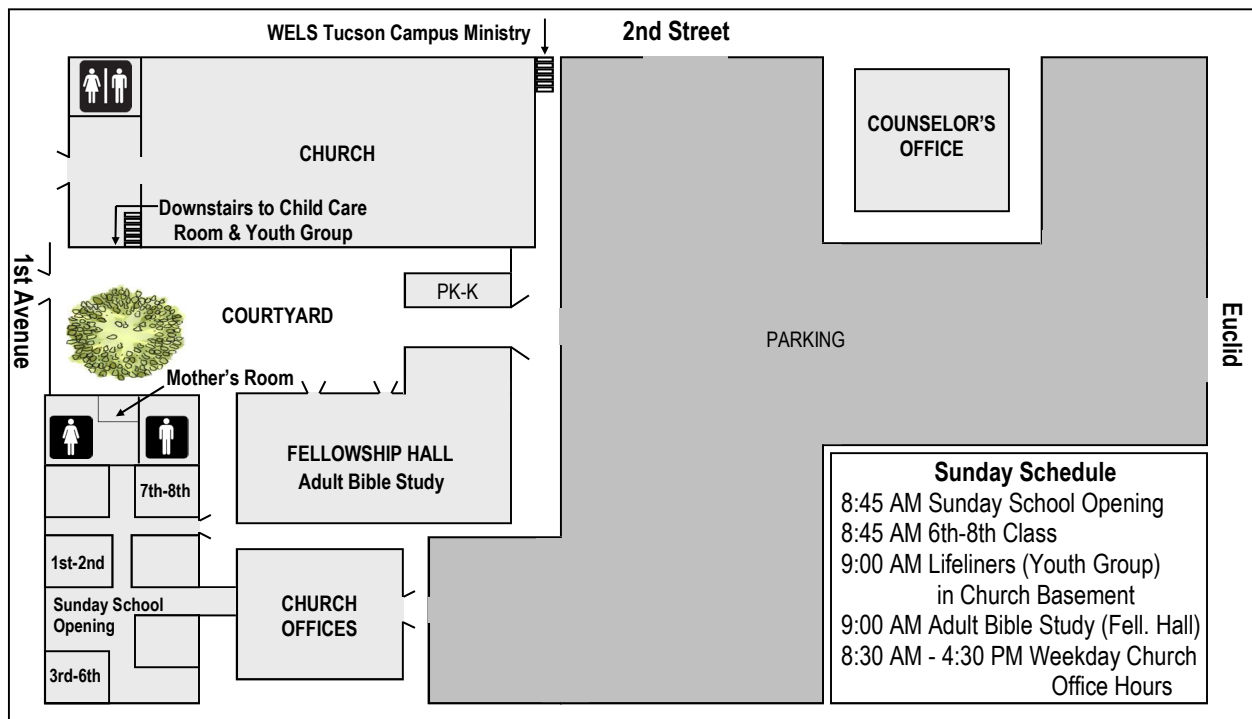 WELS Tucson Campus Ministry
2nd Street
CHURCH
COUNSELOR'S
OFFICE
Downstairs to Child Care
Room & Youth Group
1st Avenue
COURTYARD
PK-K
PARKING
Euclid
Mother's Room
FELLOWSHIP HALL
Adult Bible Study
7th-8th
1st-2nd
Sunday School
Opening
3rd-6th
CHURCH
OFFICES
Sunday Schedule
8:45 AM Sunday School Opening
8:45 AM 6th-8th Class
9:00 AM Lifeliners (Youth Group)
in Church Basement
9:00 AM Adult Bible Study (Fell. Hall)
8:30 AM - 4:30 PM Weekday Church
Office Hours